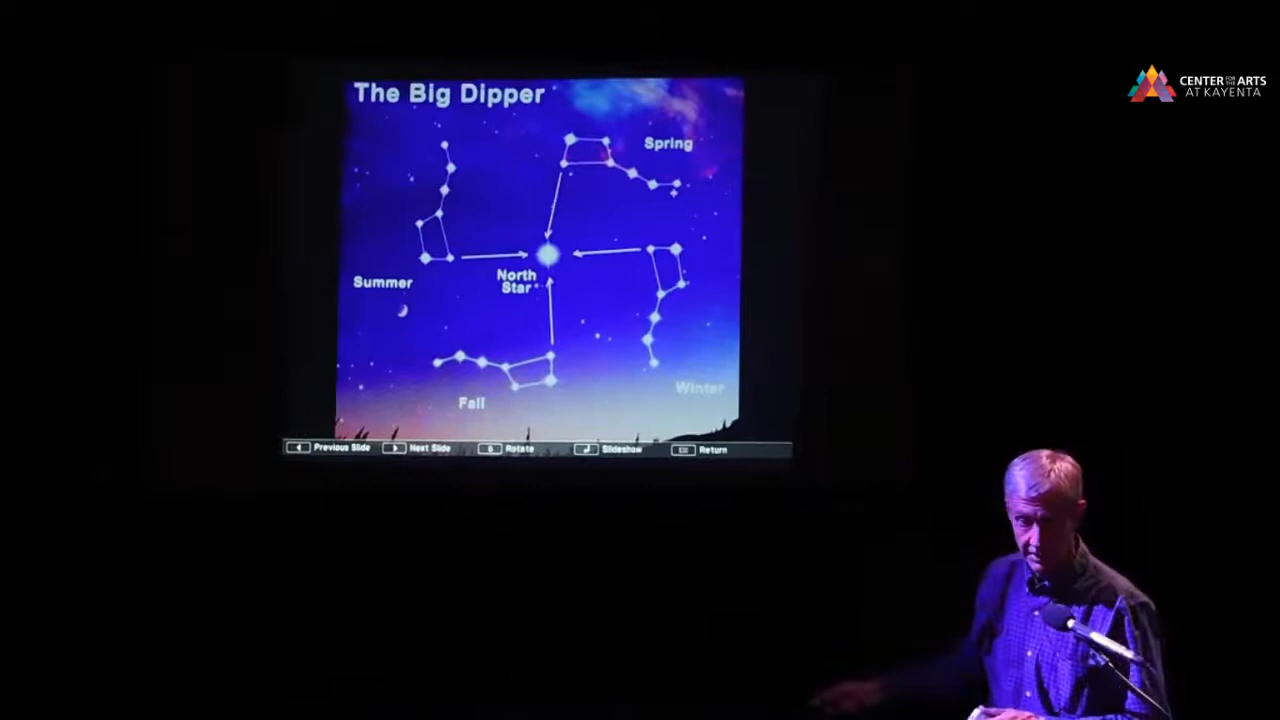 The Big Dipper
Spring
North
Star
Summer
Winter
Fall
Previous Slide
Next Slide
Rotate
Slideshow
Return
CENTER FOR THE ARTS
AT KAYENTA